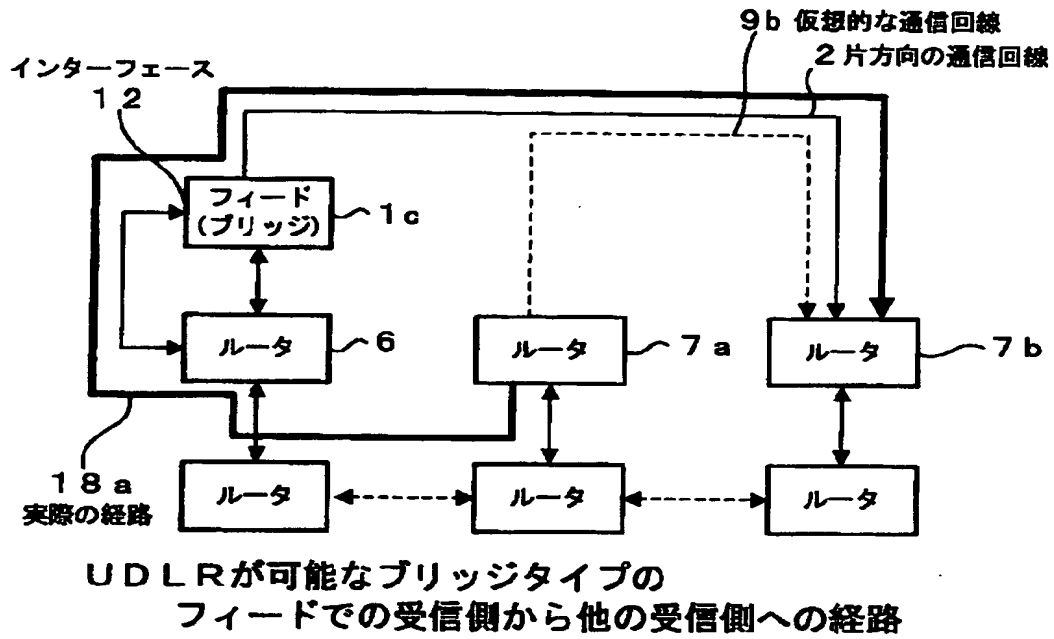 ９ｂ 仮想的な通信回線
２ 片方向の通信回線
インターフェース
１２
フィード
(ブリッジ)
１ｃ
ルータ
６
ルータ
７ａ
ルータ
７ｂ
ルータ
ルータ
ルータ
１８ａ
実際の経路
ＵＤＬＲが可能なブリッジタイプの
フィードでの受信側から他の受信側への経路